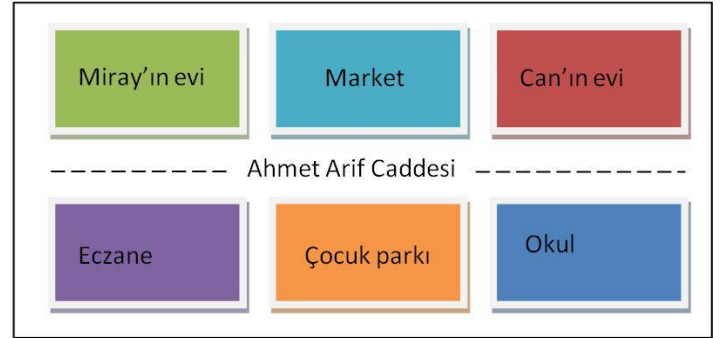 Miray'ın evi
Market
Can'ın evi
Ahmet Arif Caddesi
Eczane
Çocuk parkı
Okul